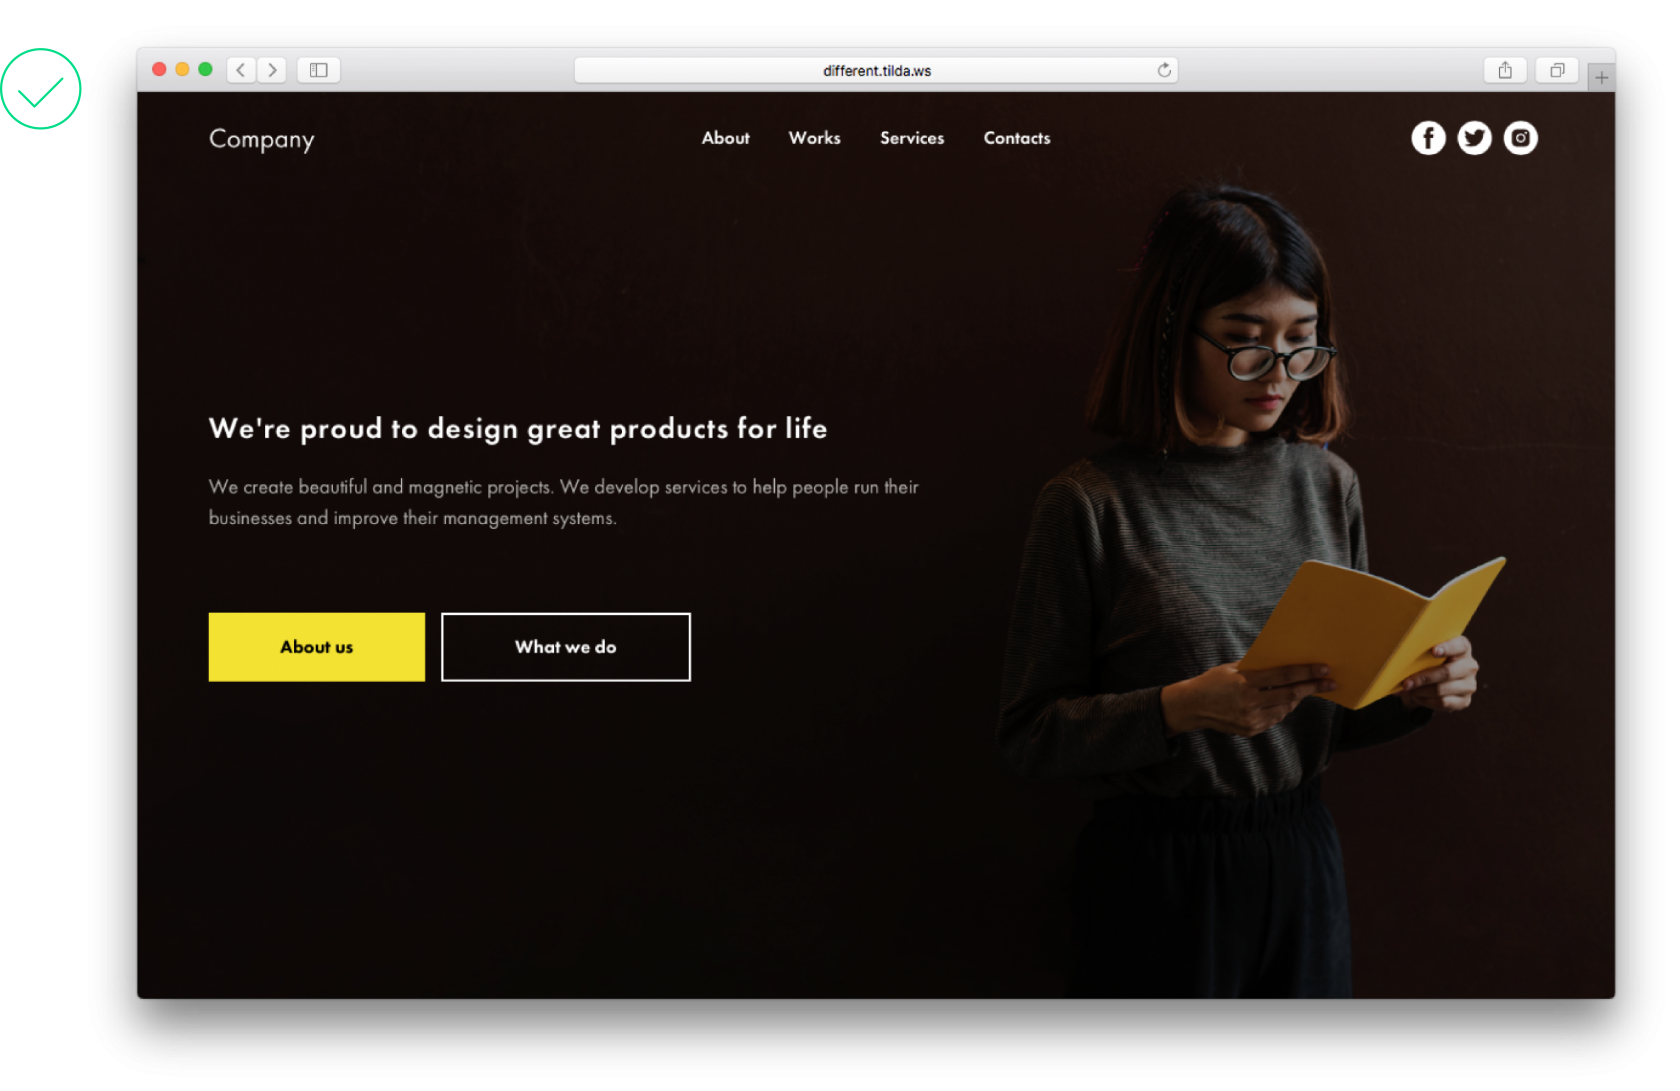 different.tilda.ws
Company
About Works Services Contacts
We're proud to design great products for life
We create beautiful and magnetic projects. We develop services to help people run their
businesses and improve their management systems.
About us
What we do